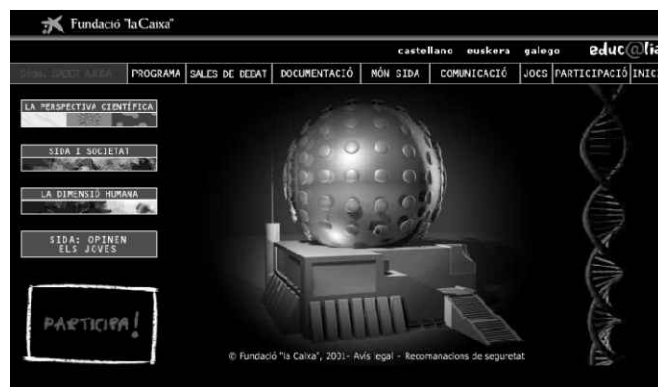 Fundació "la Caixa"
castellano euskera galego educ@lia
PROGRAMA SALES DE DEBAT DOCUMENTACIÓ MÓN SIDA COMUNICACIÓ JOCS PARTICIPACIÓ INIC
LA PERSPECTIVA CIENTÍFICA
SIDA I SOCIETAT
LA DIMENSIÓ HUMANA
SIDA: OPINEN
ELS JOVES
PARTICIPA!
© Fundació "la Caixa", 2001- Avís legal - Recomanacions de seguretat